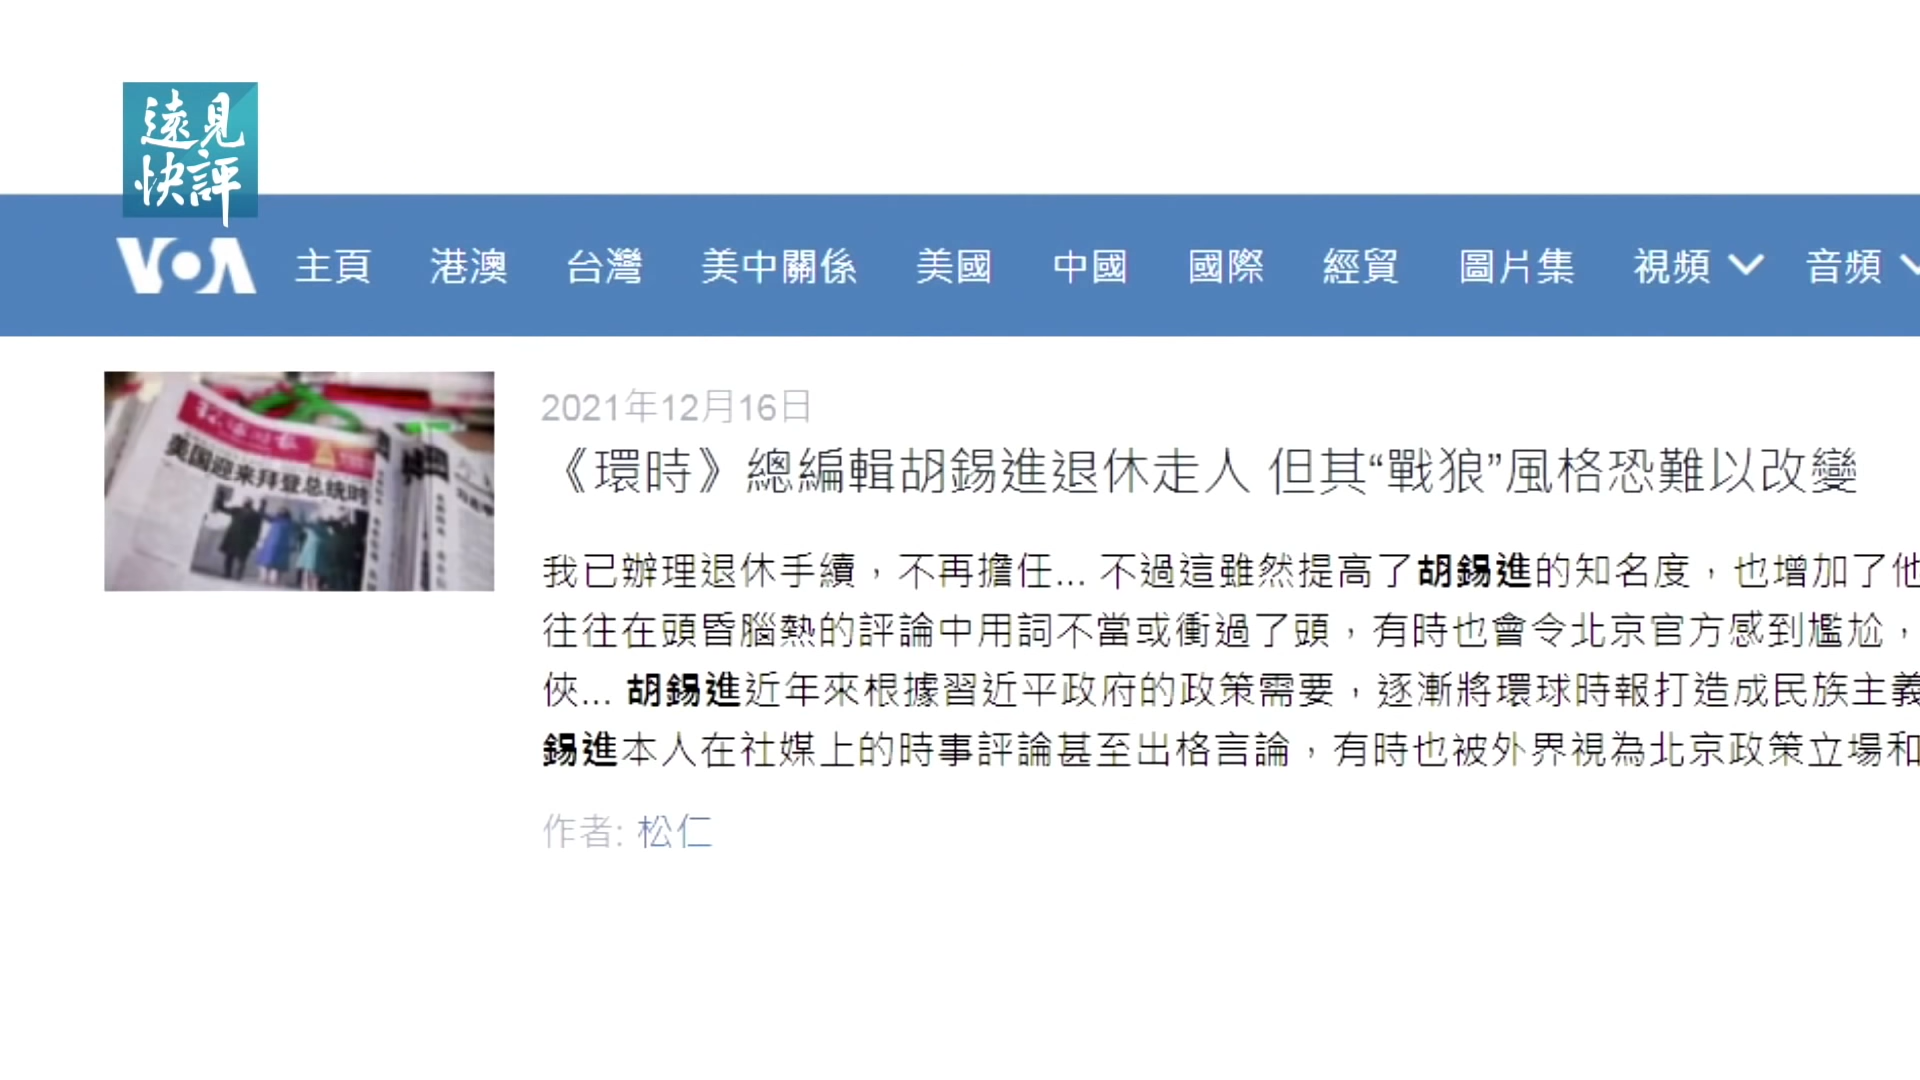 遠見
快評
VOA 主頁 港澳 台灣 美中關係 美國 中國 國際 經貿 圖片集 視頻 音頻
美国迎来拜登总统時
2021年12月16日
《環時》總編輯胡錫進退休走人 但其“戰狼”風格恐難以改變
我已辦理退休手續，不再擔任... 不過這雖然提高了胡錫進的知名度，也增加了他
往往在頭昏腦熱的評論中用詞不當或衝過了頭，有時也會令北京官方感到尷尬，
俠... 胡錫進近年來根據習近平政府的政策需要，逐漸將環球時報打造成民族主義
錫進本人在社媒上的時事評論甚至出格言論，有時也被外界視為北京政策立場和
作者: 松仁